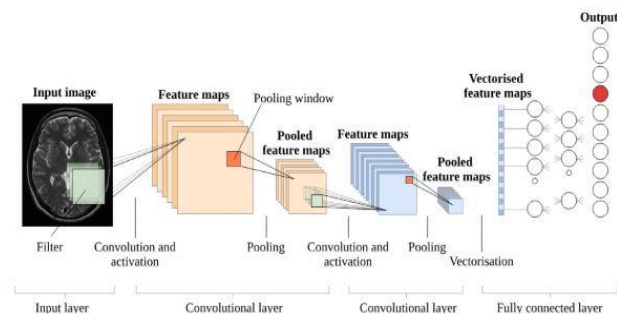 Output
Vectorised
feature maps
Input image
Feature maps
Pooling window
Pooled
feature maps
Feature maps
Pooled
feature maps
Filter
Convolution and
activation
Pooling
Convolution and
activation
Pooling
Vectorisation
Input layer
Convolutional layer
Convolutional layer
Fully connected layer